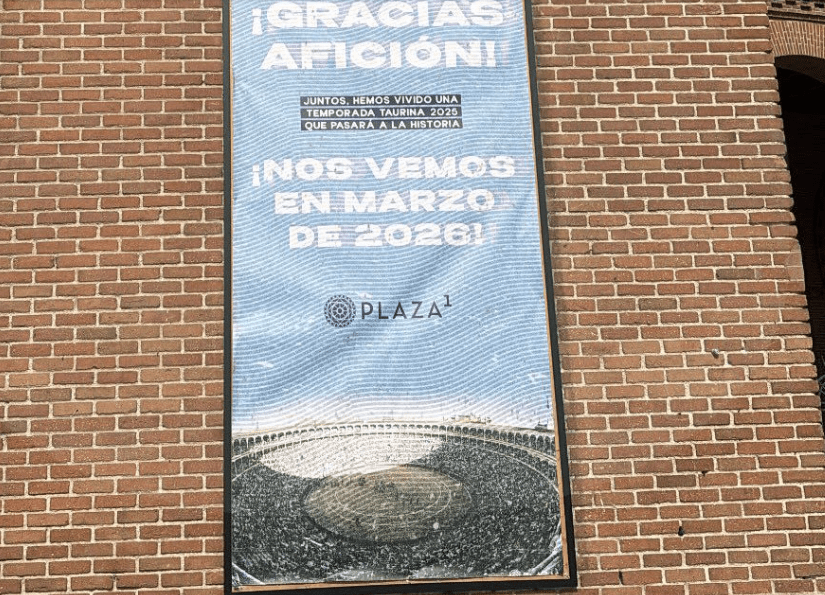 ¡GRACIAS
AFICIÓN!
JUNTOS, HEMOS VIVIDO UNA
TEMPORADA TAURINA 2025
QUE PASARÁ A LA HISTORIA
¡NOS VEMOS
EN MARZO
DE 2026!
PLAZA¹